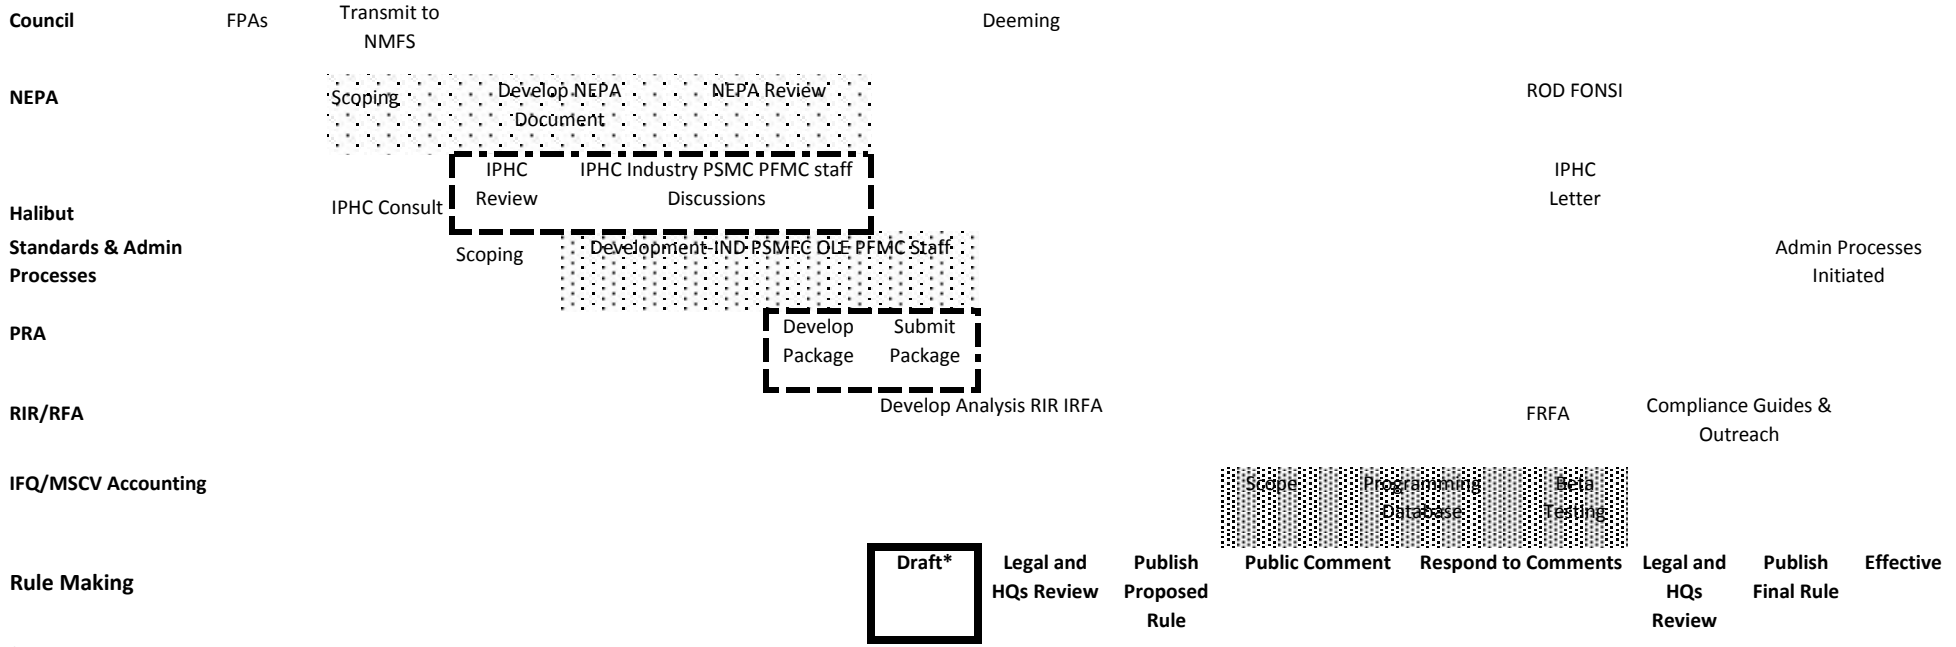 Council FPAs Transmit to Deeming
NMFS
NEPA Scoping Develop NEPA NEPA Review ROD FONSI
Document
IPHC IPHC Industry PSMC PFMC staff IPHC
Review Discussions Letter
Halibut IPHC Consult
Standards & Admin Scoping Development-IND PSMFC OLE PFMC Staff Admin Processes
Processes Initiated
PRA Develop Submit
Package Package
RIR/RFA Develop Analysis RIR IRFA FRFA Compliance Guides &
Outreach
IFQ/MSCV Accounting Scope Programming Beta
Database Testing
Draft* Legal and Publish Public Comment Respond to Comments Legal and Publish Effective
Rule Making HQs Review Proposed HQs Final Rule
Rule Review